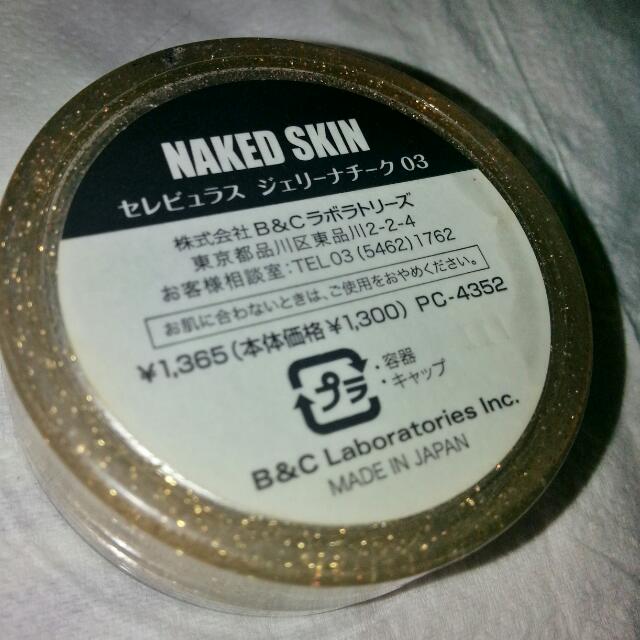 NAKED SKIN
セレビュラス ジェリーナチーク 03
株式会社 B&Cラボラトリーズ
東京都品川区東品川2-2-4
お客様相談室:TEL 03 (5462)1762
お肌に合わないときは、ご使用をおやめください。
¥1,365(本体価格¥1,300) PC-4352
プラ
・容器
・キャップ
B&C Laboratories Inc.
MADE IN JAPAN